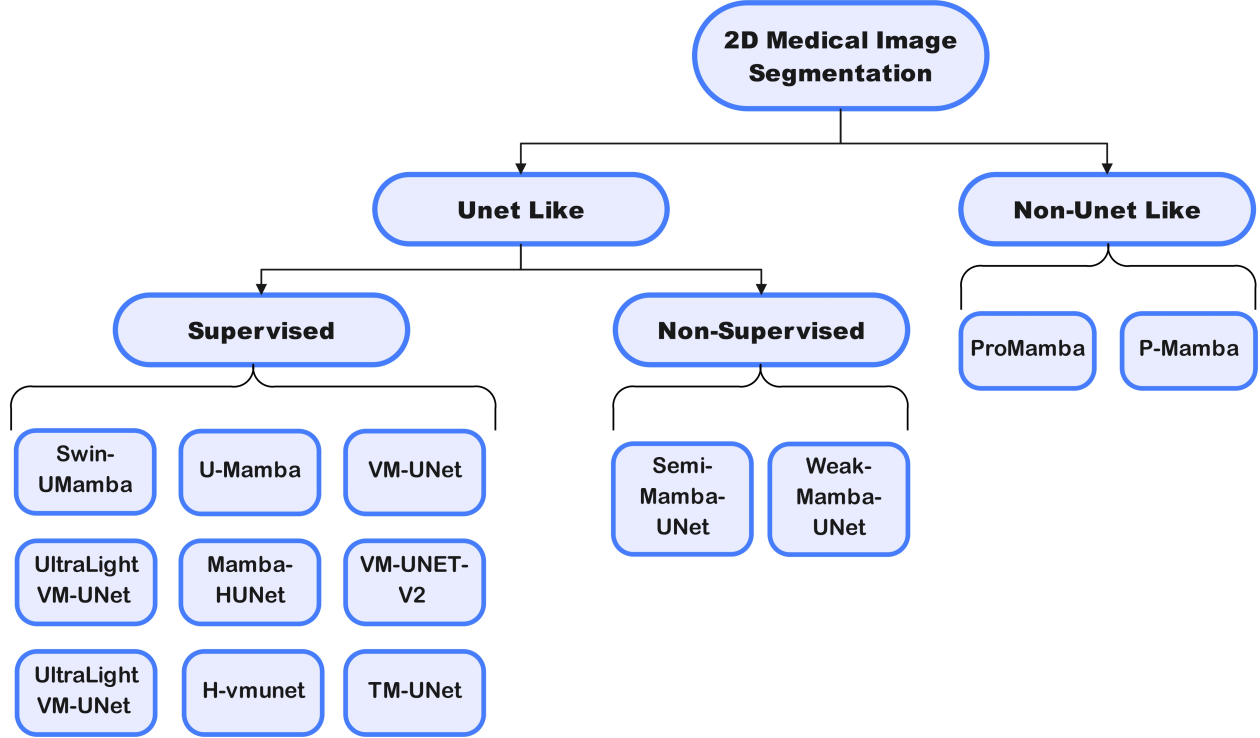 2D Medical Image
Segmentation
Unet Like
Non-Unet Like
Supervised
Non-Supervised
ProMamba
P-Mamba
Swin-
UMamba
U-Mamba
VM-UNet
Semi-
Mamba-
UNet
Weak-
Mamba-
UNet
UltraLight
VM-UNet
Mamba-
HUNet
VM-UNET-
V2
UltraLight
VM-UNet
H-vmunet
TM-UNet